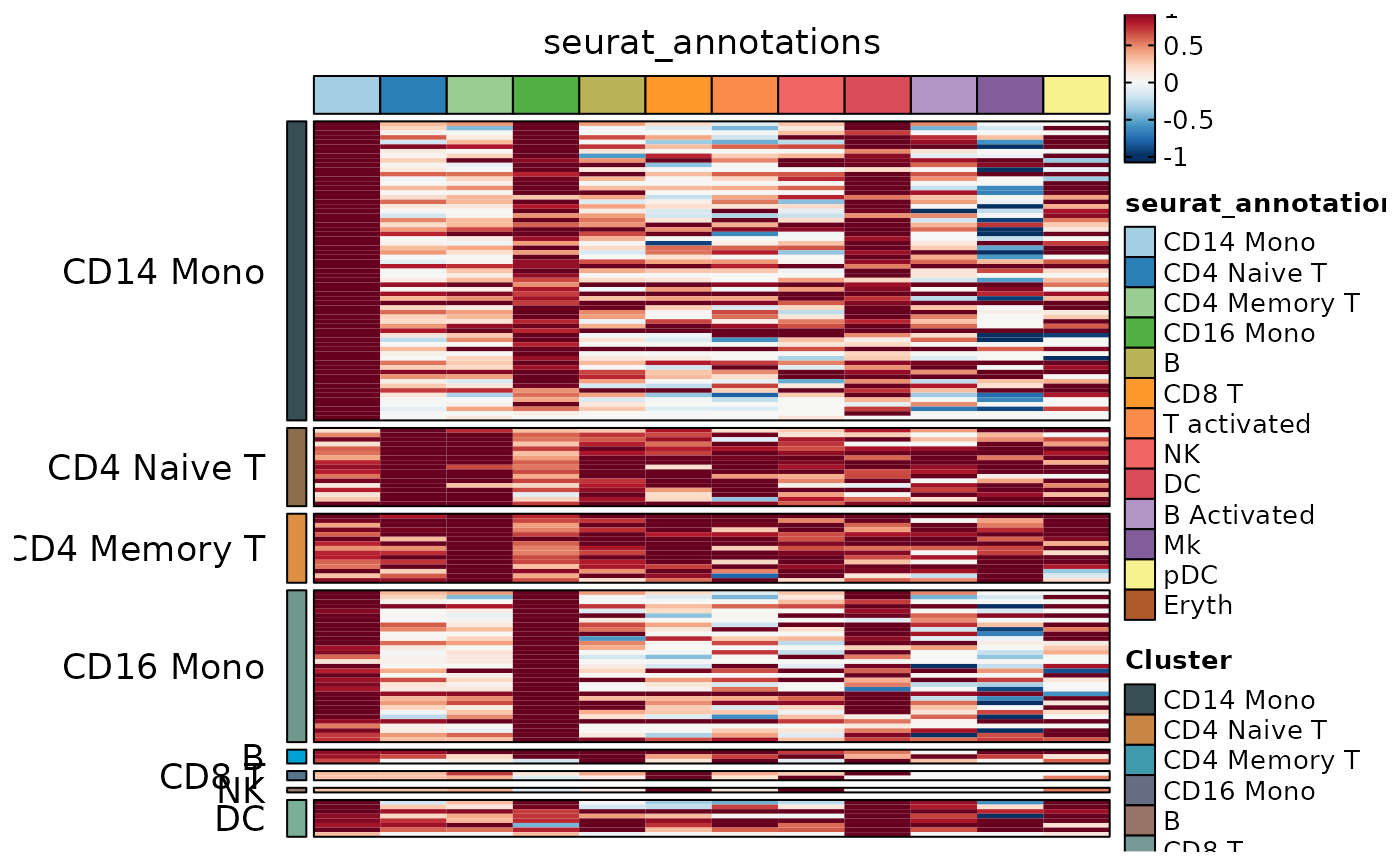 seurat_annotations
1
0.5
0
-0.5
-1
seurat_annotation
CD14 Mono
CD4 Naive T
CD4 Memory T
CD16 Mono
B
CD8 T
T activated
NK
DC
B Activated
Mk
pDC
Eryth
Cluster
CD14 Mono
CD4 Naive T
CD4 Memory T
CD16 Mono
B
CD8 T
CD14 Mono
CD4 Naive T
CD4 Memory T
CD16 Mono
B
CD8 T
NK
DC